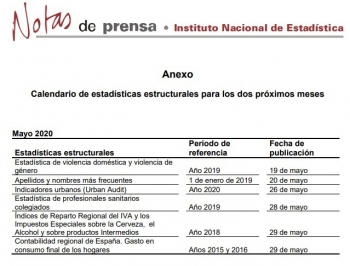 Notas de prensa • Instituto Nacional de Estadística
Anexo
Calendario de estadísticas estructurales para los dos próximos meses
Mayo 2020
Estadísticas estructurales Periodo de referencia Fecha de publicación
Estadística de violencia doméstica y violencia de género Año 2019 19 de mayo
Apellidos y nombres más frecuentes 1 de enero de 2019 20 de mayo
Indicadores urbanos (Urban Audit) Año 2020 26 de mayo
Estadística de profesionales sanitarios colegiados Año 2019 28 de mayo
Índices de Reparto Regional del IVA y los Impuestos Especiales sobre la Cerveza, el Alcohol y sobre productos Intermedios Año 2018 29 de mayo
Contabilidad regional de España. Gasto en consumo final de los hogares Años 2015 y 2016 29 de mayo